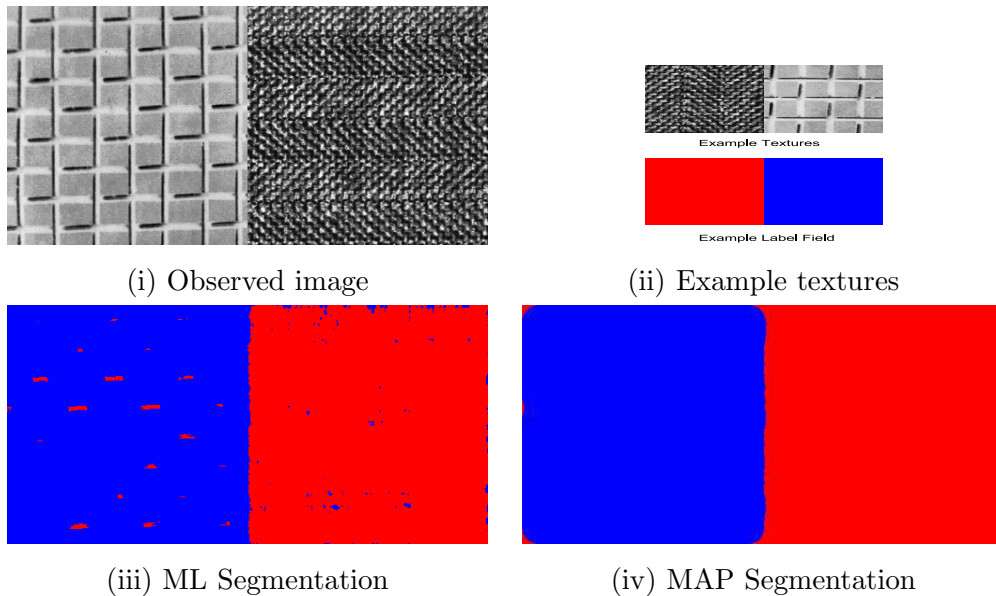 Example Textures
Example Label Field
(i) Observed image
(ii) Example textures
(iii) ML Segmentation
(iv) MAP Segmentation